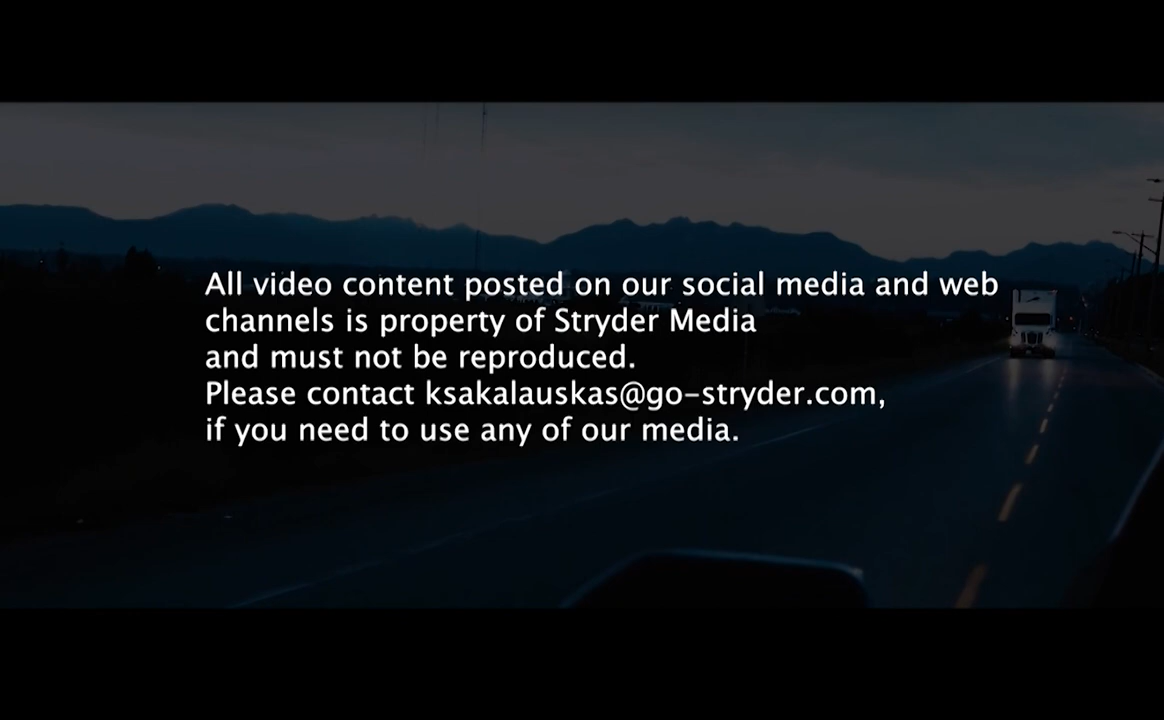 All video content posted on our social media and web
channels is property of Stryder Media
and must not be reproduced.
Please contact ksakalauskas@go-stryder.com,
if you need to use any of our media.